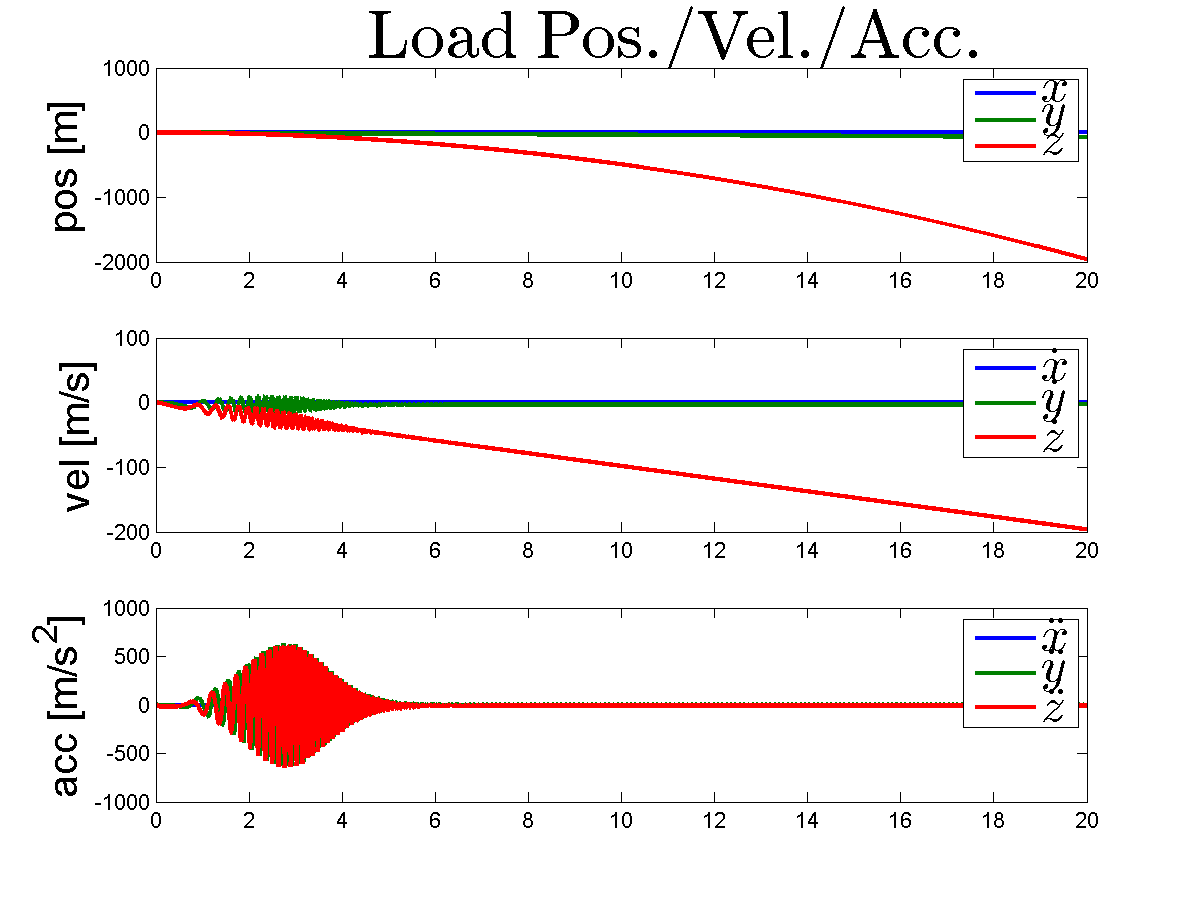 Load Pos./Vel./Acc.
1000
0
-1000
-2000
pos [m]
x
y
z
0 2 4 6 8 10 12 14 16 18 20
100
0
-100
-200
vel [m/s]
ẋ
ẏ
ż
0 2 4 6 8 10 12 14 16 18 20
1000
500
0
-500
-1000
acc [m/s²]
ẍ
ÿ
z̈
0 2 4 6 8 10 12 14 16 18 20